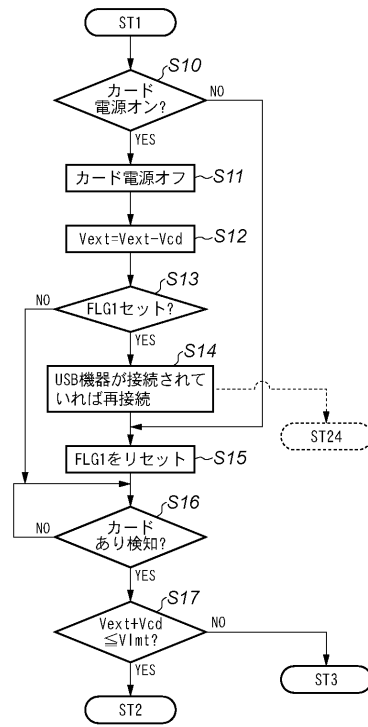 ST1
S10
カード
電源オン?
NO
YES
カード電源オフ
S11
Vext=Vext-Vcd
S12
S13
FLG1セット?
NO
YES
S14
USB機器が接続されて
いれば再接続
ST24
FLG1をリセット
S15
S16
カード
あり検知?
NO
YES
S17
Vext+Vcd
≦Vlmt?
NO
YES
ST3
ST2